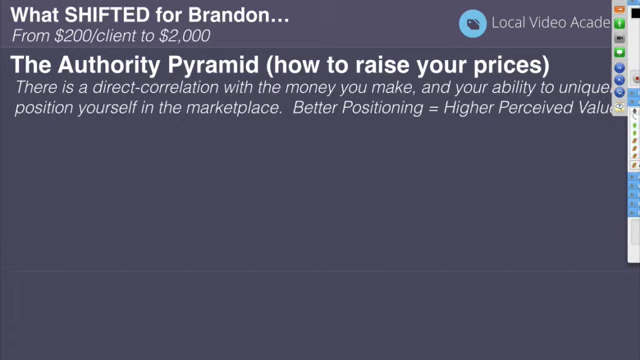 What SHIFTED for Brandon…
From $200/client to $2,000
Local Video Acade
The Authority Pyramid (how to raise your prices)
There is a direct-correlation with the money you make, and your ability to unique
position yourself in the marketplace.  Better Positioning = Higher Perceived Value